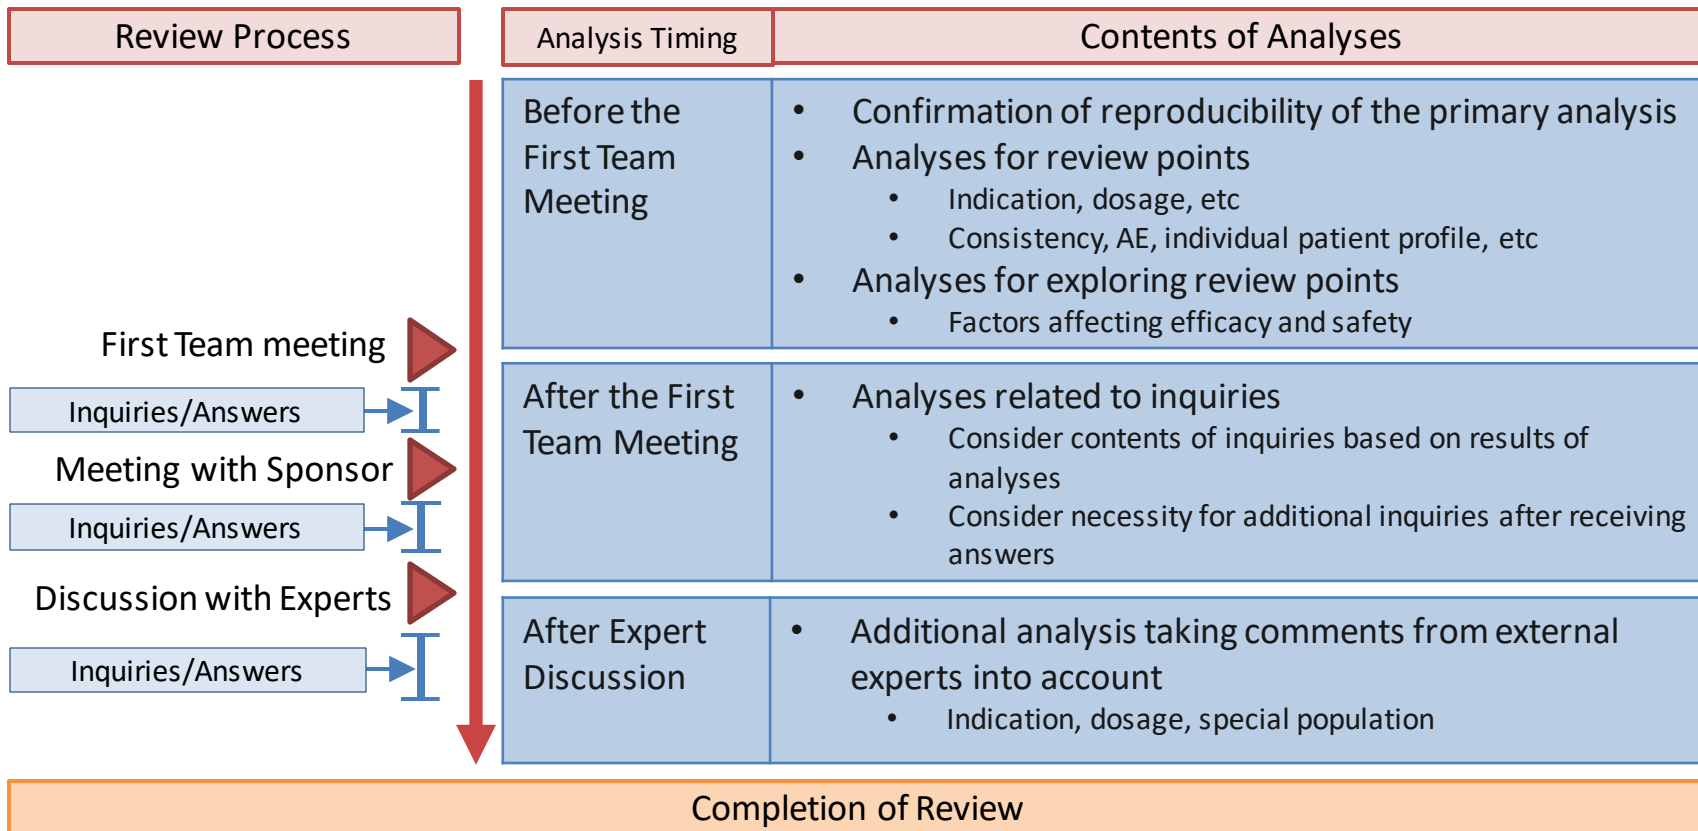 Review Process
Analysis Timing
Contents of Analyses
First Team meeting
Inquiries/Answers
Meeting with Sponsor
Inquiries/Answers
Discussion with Experts
Inquiries/Answers
Before the
First Team
Meeting
• Confirmation of reproducibility of the primary analysis
• Analyses for review points
• Indication, dosage, etc
• Consistency, AE, individual patient profile, etc
• Analyses for exploring review points
• Factors affecting efficacy and safety
After the First
Team Meeting
• Analyses related to inquiries
• Consider contents of inquiries based on results of
analyses
• Consider necessity for additional inquiries after receiving
answers
After Expert
Discussion
• Additional analysis taking comments from external
experts into account
• Indication, dosage, special population
Completion of Review